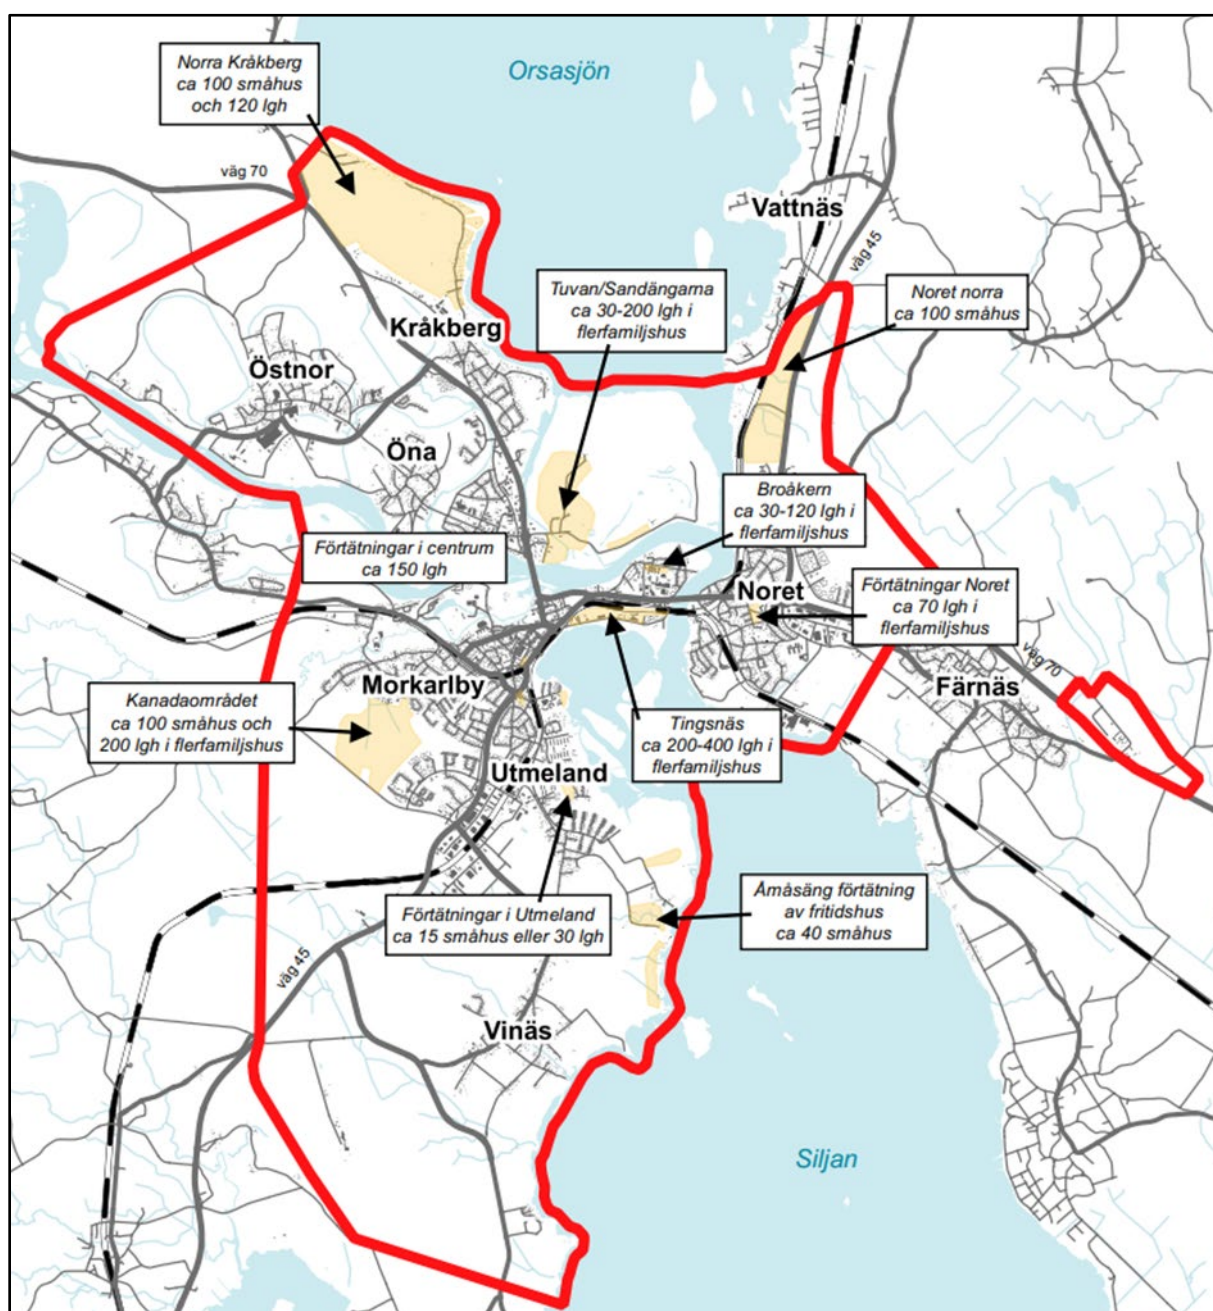 Orsasjön
Norra Kråkberg
ca 100 småhus
och 120 lgh
väg 70
Vattnäs
väg 45
Tuvan/Sandängarna
ca 30-200 lgh i
flerfamiljshus
Noret norra
ca 100 småhus
Kråkberg
Östnor
Öna
Broåkern
ca 30-120 lgh i
flerfamiljshus
Förtätningar i centrum
ca 150 lgh
Noret
Förtätningar Noret
ca 70 lgh i
flerfamiljshus
väg 70
Färnäs
Morkarlby
Kanadaområdet
ca 100 småhus och
200 lgh i flerfamiljshus
Tingsnäs
ca 200-400 lgh i
flerfamiljshus
Utmeland
Förtätningar i Utmeland
ca 15 småhus eller 30 lgh
Åmåsäng förtätning
av fritidshus
ca 40 småhus
väg 45
Vinäs
Siljan